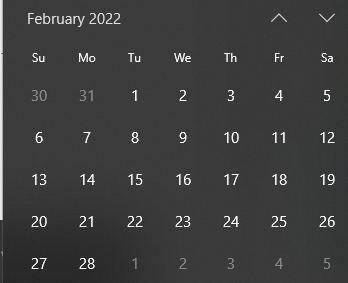 February 2022
Su Mo Tu We Th Fr Sa
30 31 1 2 3 4 5
6 7 8 9 10 11 12
13 14 15 16 17 18 19
20 21 22 23 24 25 26
27 28 1 2 3 4 5